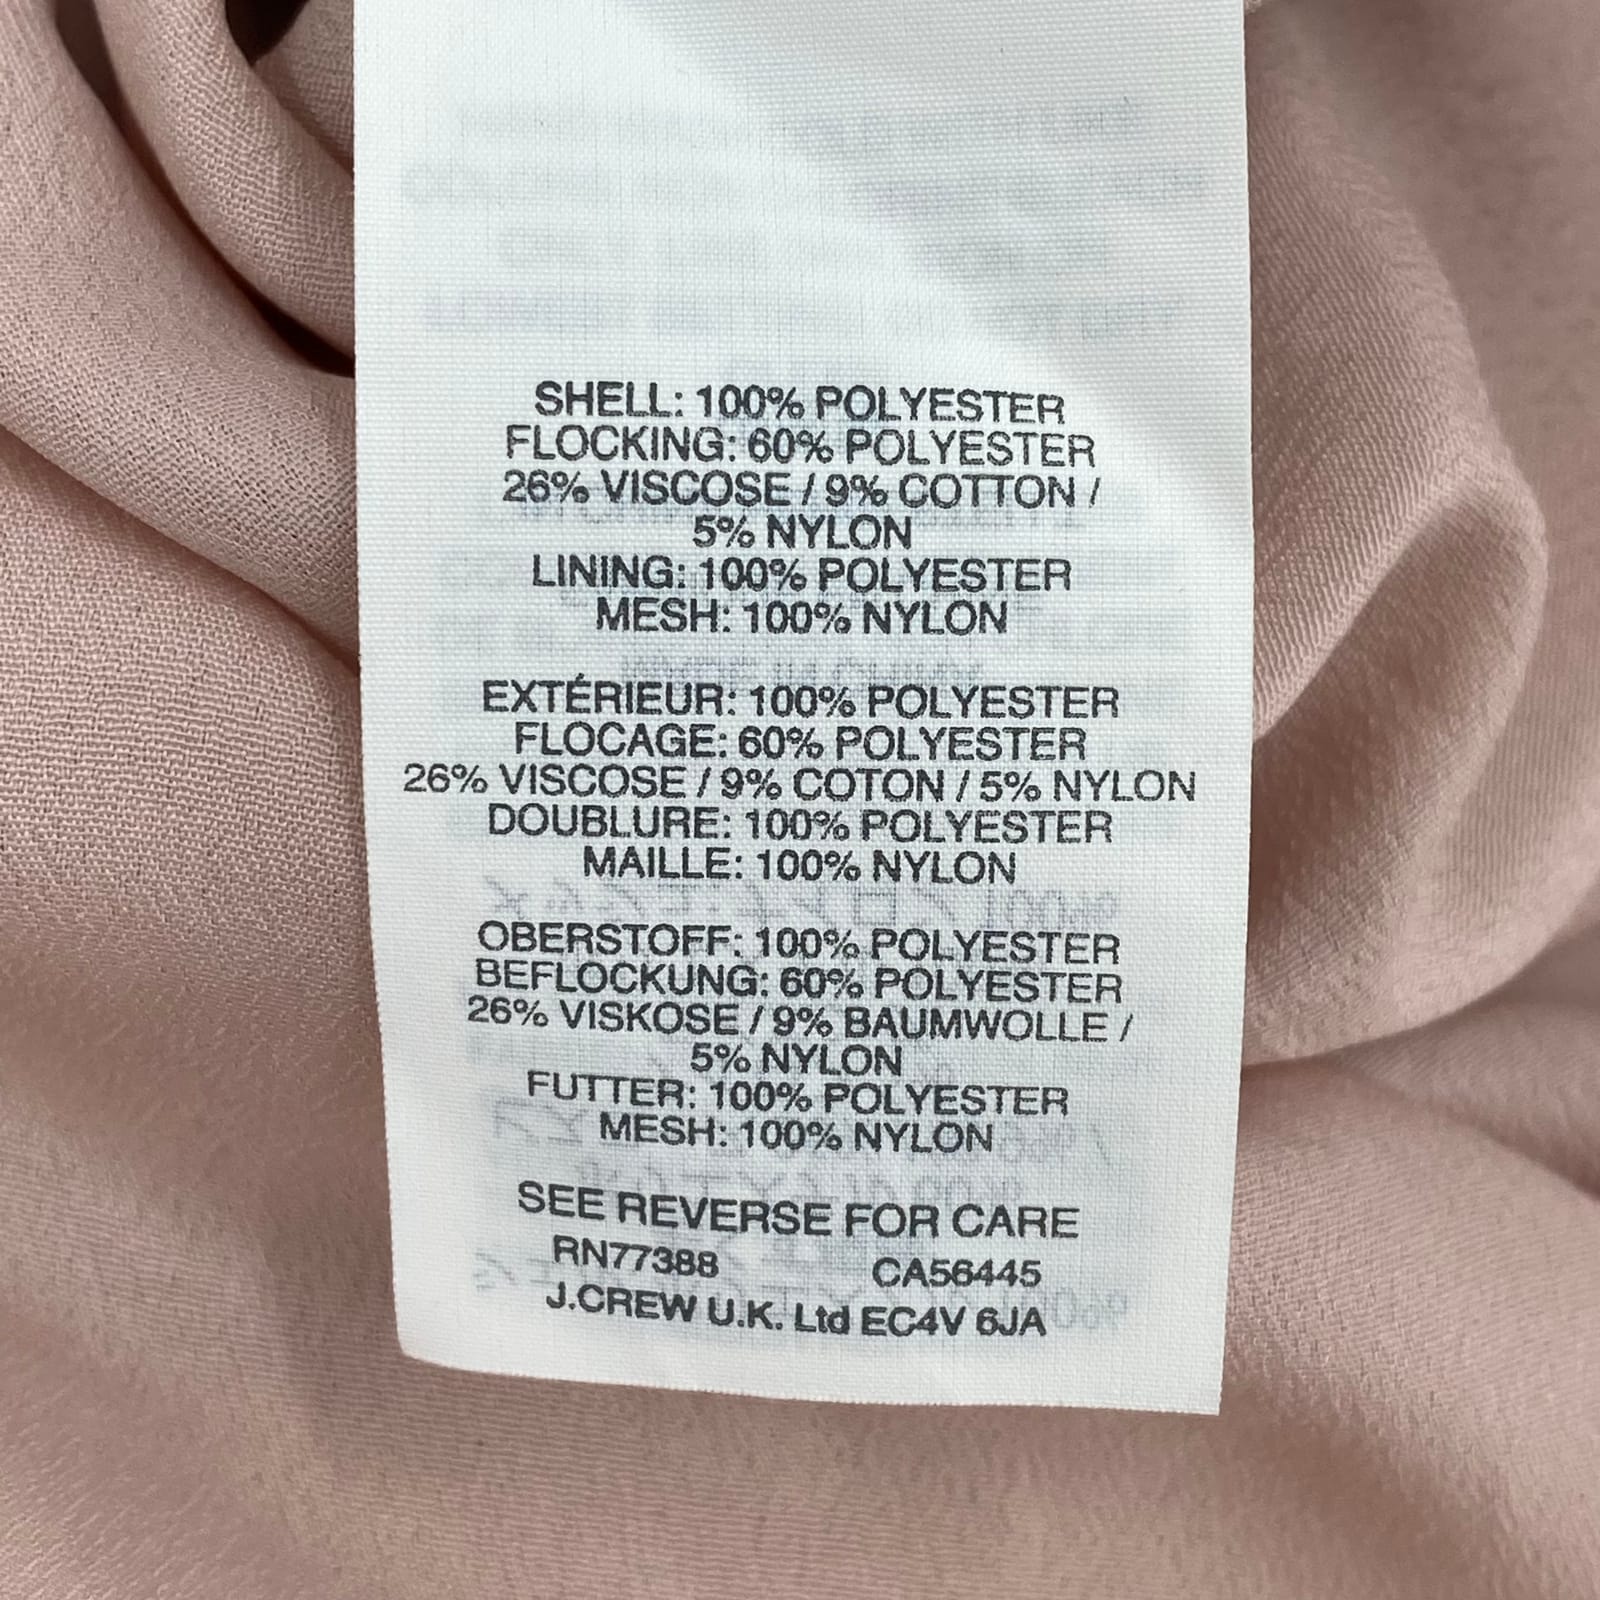 SHELL: 100% POLYESTER
FLOCKING: 60% POLYESTER
26% VISCOSE / 9% COTTON /
5% NYLON
LINING: 100% POLYESTER
MESH: 100% NYLON
EXTÉRIEUR: 100% POLYESTER
FLOCAGE: 60% POLYESTER
26% VISCOSE / 9% COTON / 5% NYLON
DOUBLURE: 100% POLYESTER
MAILLE: 100% NYLON
OBERSTOFF: 100% POLYESTER
BEFLOCKUNG: 60% POLYESTER
26% VISKOSE / 9% BAUMWOLLE /
5% NYLON
FUTTER: 100% POLYESTER
MESH: 100% NYLON
SEE REVERSE FOR CARE
RN77388 CA56445
J.CREW U.K. Ltd EC4V 6JA